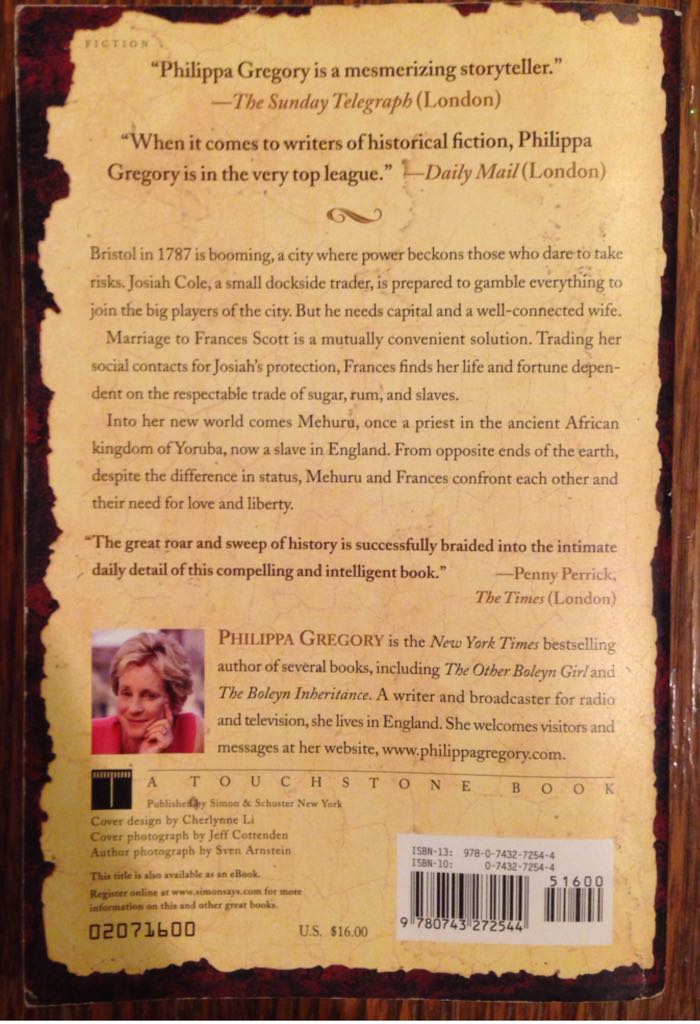 FICTION
“Philippa Gregory is a mesmerizing storyteller.”
—The Sunday Telegraph (London)
“When it comes to writers of historical fiction, Philippa
Gregory is in the very top league.” —Daily Mail (London)
Bristol in 1787 is booming, a city where power beckons those who dare to take
risks. Josiah Cole, a small dockside trader, is prepared to gamble everything to
join the big players of the city. But he needs capital and a well-connected wife.
Marriage to Frances Scott is a mutually convenient solution. Trading her
social contacts for Josiah’s protection, Frances finds her life and fortune depen-
dent on the respectable trade of sugar, rum, and slaves.
Into her new world comes Mehuru, once a priest in the ancient African
kingdom of Yoruba, now a slave in England. From opposite ends of the earth,
despite the difference in status, Mehuru and Frances confront each other and
their need for love and liberty.
“The great roar and sweep of history is successfully braided into the intimate
daily detail of this compelling and intelligent book.” —Penny Perrick,
The Times (London)
PHILIPPA GREGORY is the New York Times bestselling
author of several books, including The Other Boleyn Girl and
The Boleyn Inheritance. A writer and broadcaster for radio
and television, she lives in England. She welcomes visitors and
messages at her website, www.philippagregory.com.
A TOUCHSTONE BOOK
Published by Simon & Schuster New York
Cover design by Cherlynne Li
Cover photograph by Jeff Cottenden
Author photograph by Sven Arnstein
This title is also available as an eBook.
Register online at www.simonsays.com for more
information on this and other great books.
02071600
U.S. $16.00
ISBN-13: 978-0-7432-7254-4
ISBN-10: 0-7432-7254-4
51600
9 780743 272544